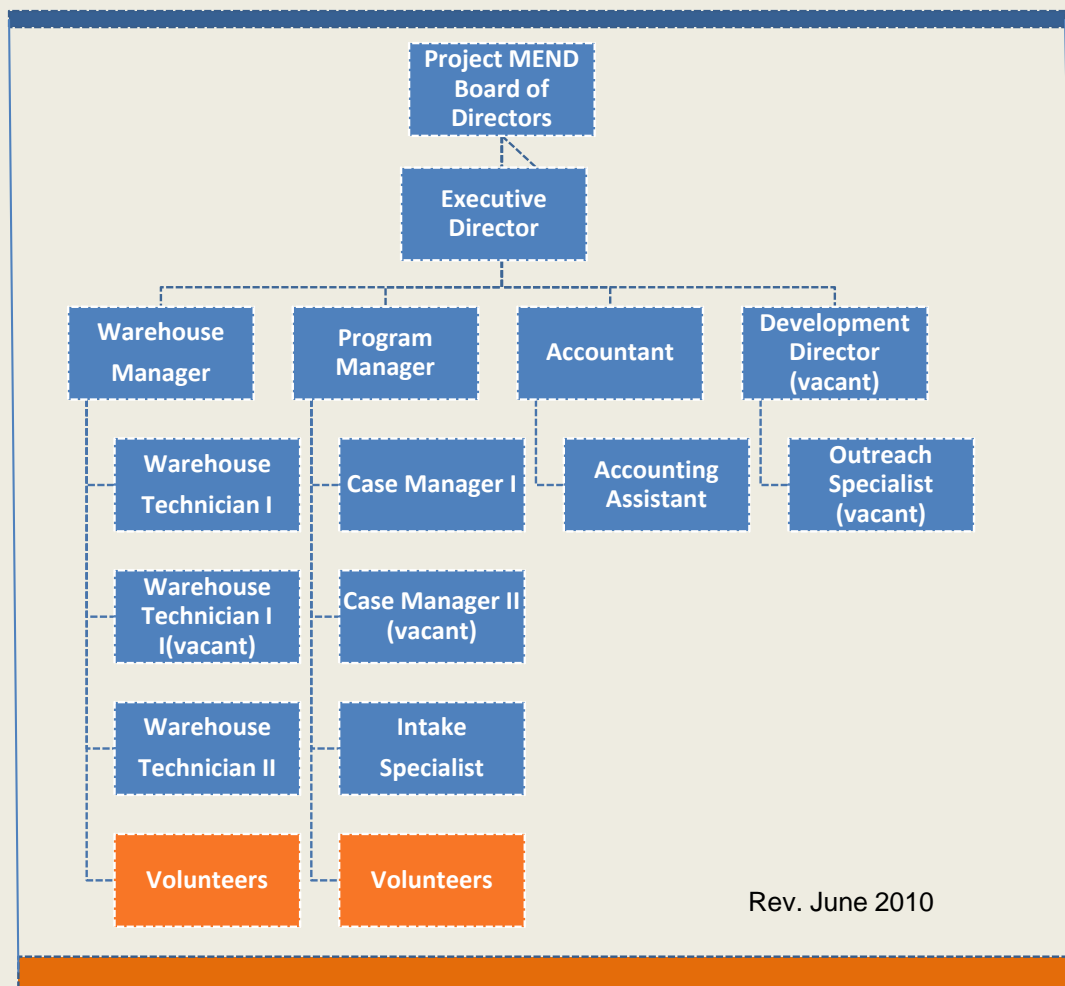 Project MEND
Board of
Directors
Executive
Director
Warehouse
Manager
Program
Manager
Accountant
Development
Director
(vacant)
Warehouse
Technician I
Case Manager I
Accounting
Assistant
Outreach
Specialist
(vacant)
Warehouse
Technician I
I(vacant)
Case Manager II
(vacant)
Warehouse
Technician II
Intake
Specialist
Volunteers
Volunteers
Rev. June 2010